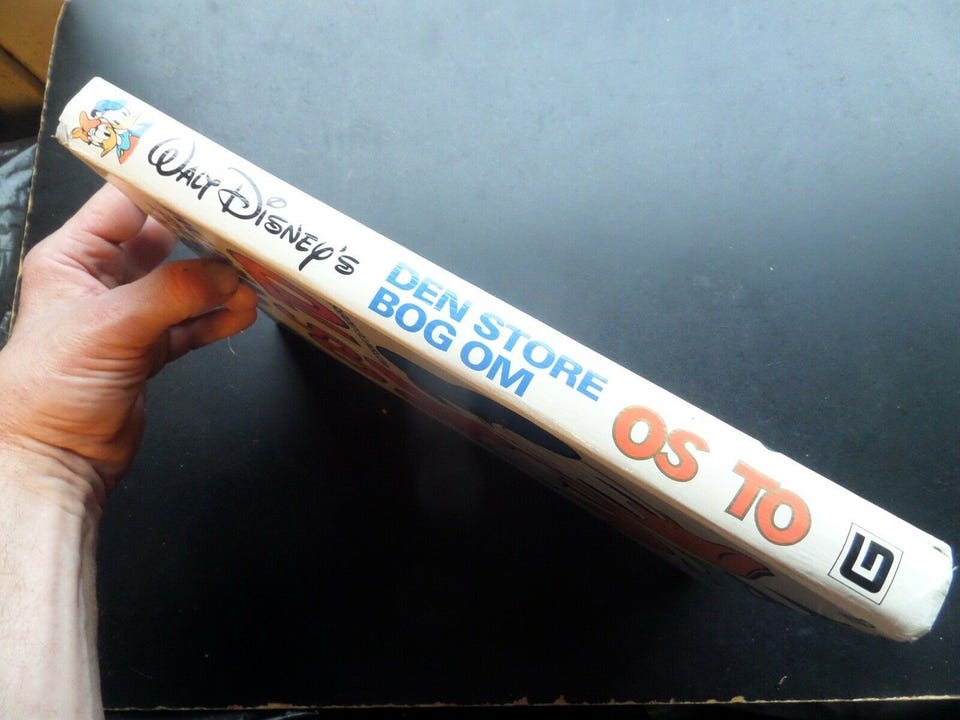 WALT DISNEY'S
DEN STORE
BOG OM
OS TO
G